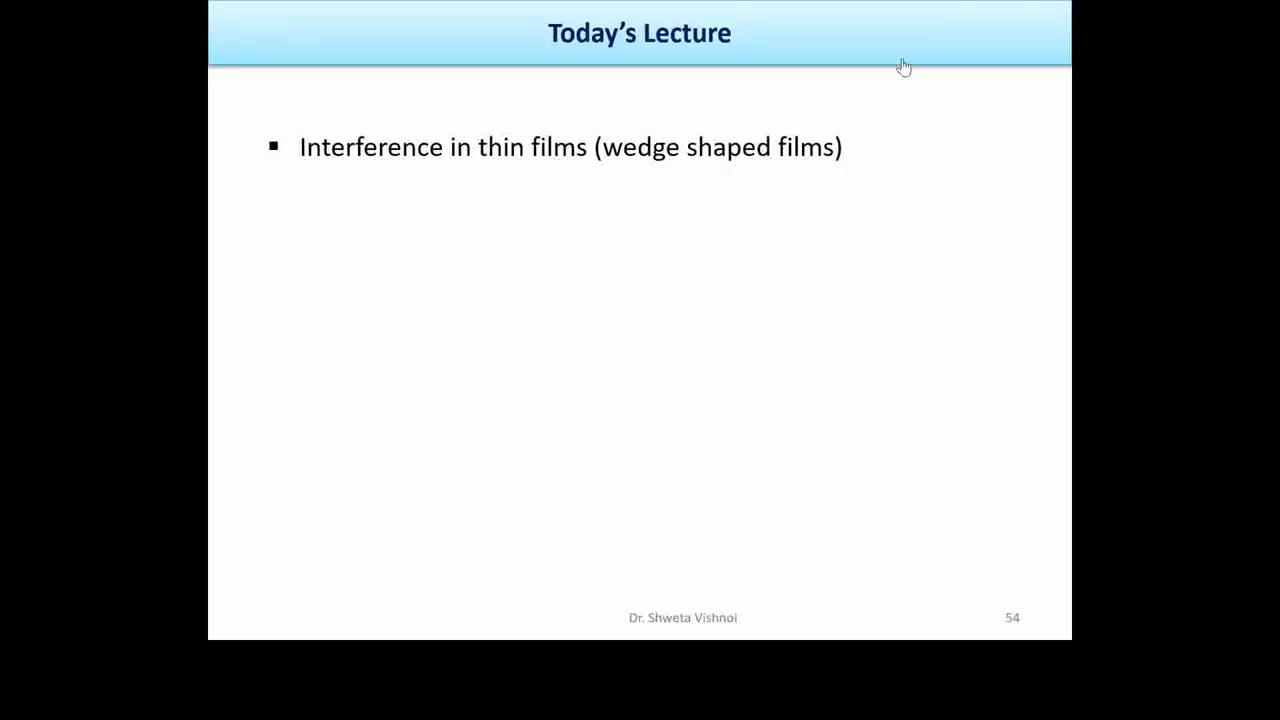 Today’s Lecture
▪ Interference in thin films (wedge shaped films)
Dr. Shweta Vishnoi
54